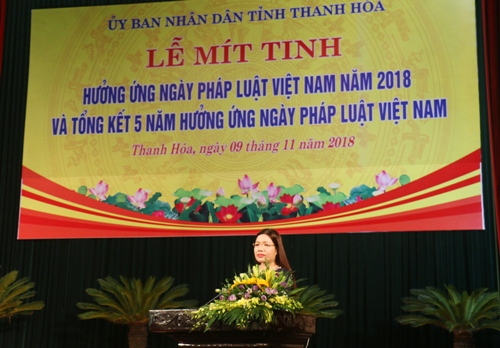 ỦY BAN NHÂN DÂN TỈNH THANH HÓA
LỄ MÍT TINH
HƯỞNG ỨNG NGÀY PHÁP LUẬT VIỆT NAM NĂM 2018
VÀ TỔNG KẾT 5 NĂM HƯỞNG ỨNG NGÀY PHÁP LUẬT VIỆT NAM
Thanh Hóa, ngày 09 tháng 11 năm 2018